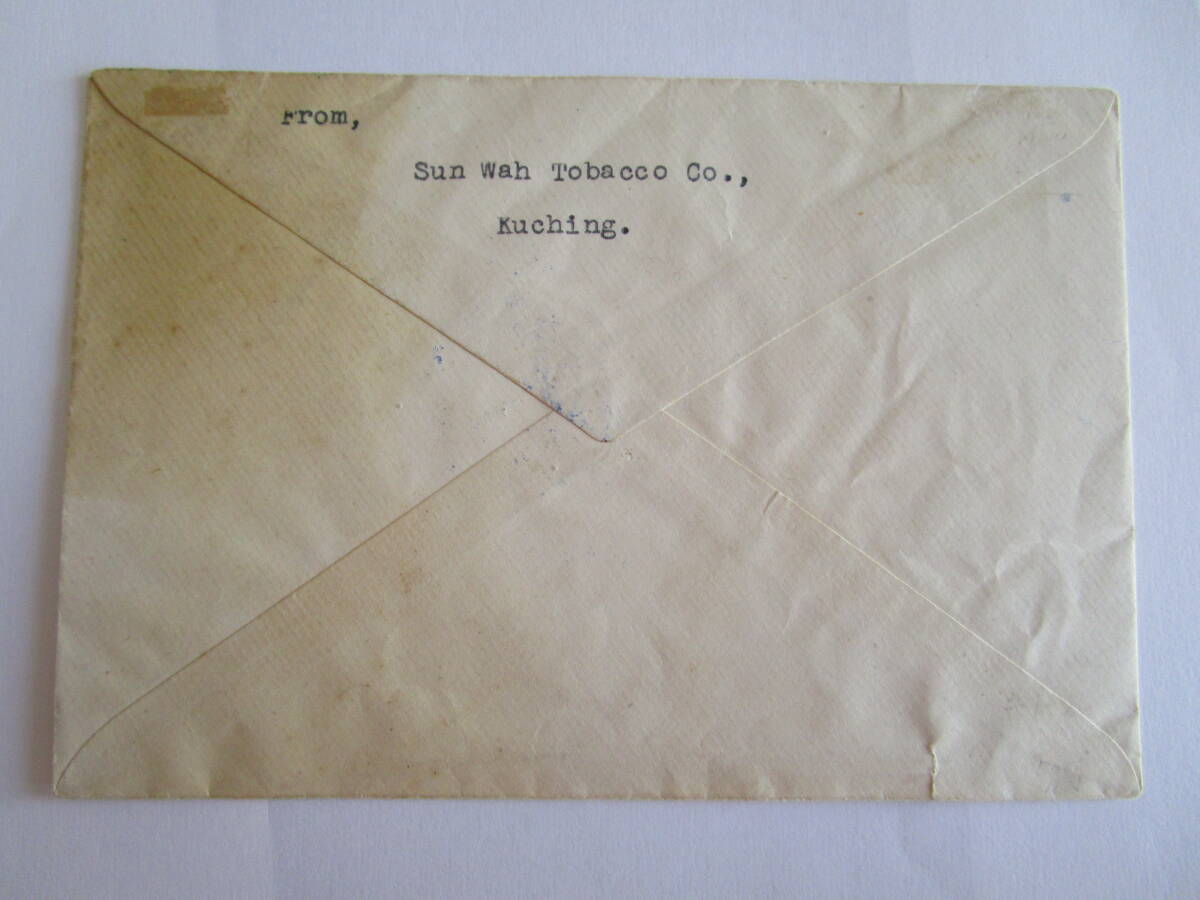 From,
Sun Wah Tobacco Co.,
Kuching.